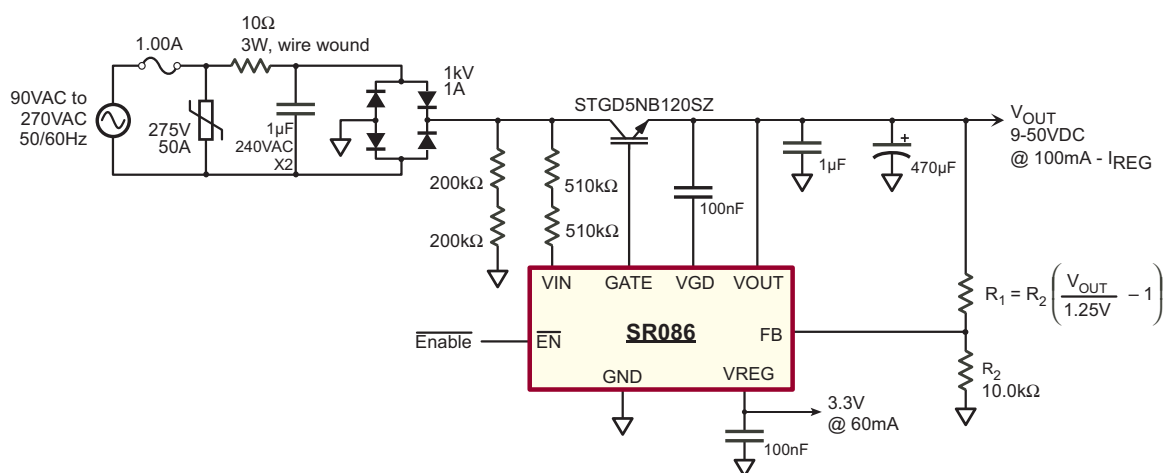 1.00A
10Ω
3W, wire wound
90VAC to
270VAC
50/60Hz
275V
50A
1µF
240VAC
X2
1kV
1A
STGD5NB120SZ
VOUT
9-50VDC
@ 100mA - IREG
1µF
+
470µF
200kΩ
510kΩ
100nF
200kΩ
510kΩ
VIN
GATE
VGD
VOUT
R1 = R2 (VOUT/1.25V – 1)
Enable
EN
SR086
FB
GND
VREG
R2
10.0kΩ
3.3V
@ 60mA
100nF